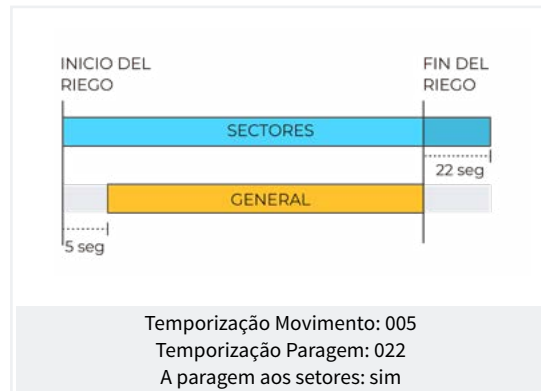 INICIO DEL
RIEGO
FIN DEL
RIEGO
SECTORES
22 seg
GENERAL
5 seg
Temporização Movimento: 005
Temporização Paragem: 022
A paragem aos setores: sim